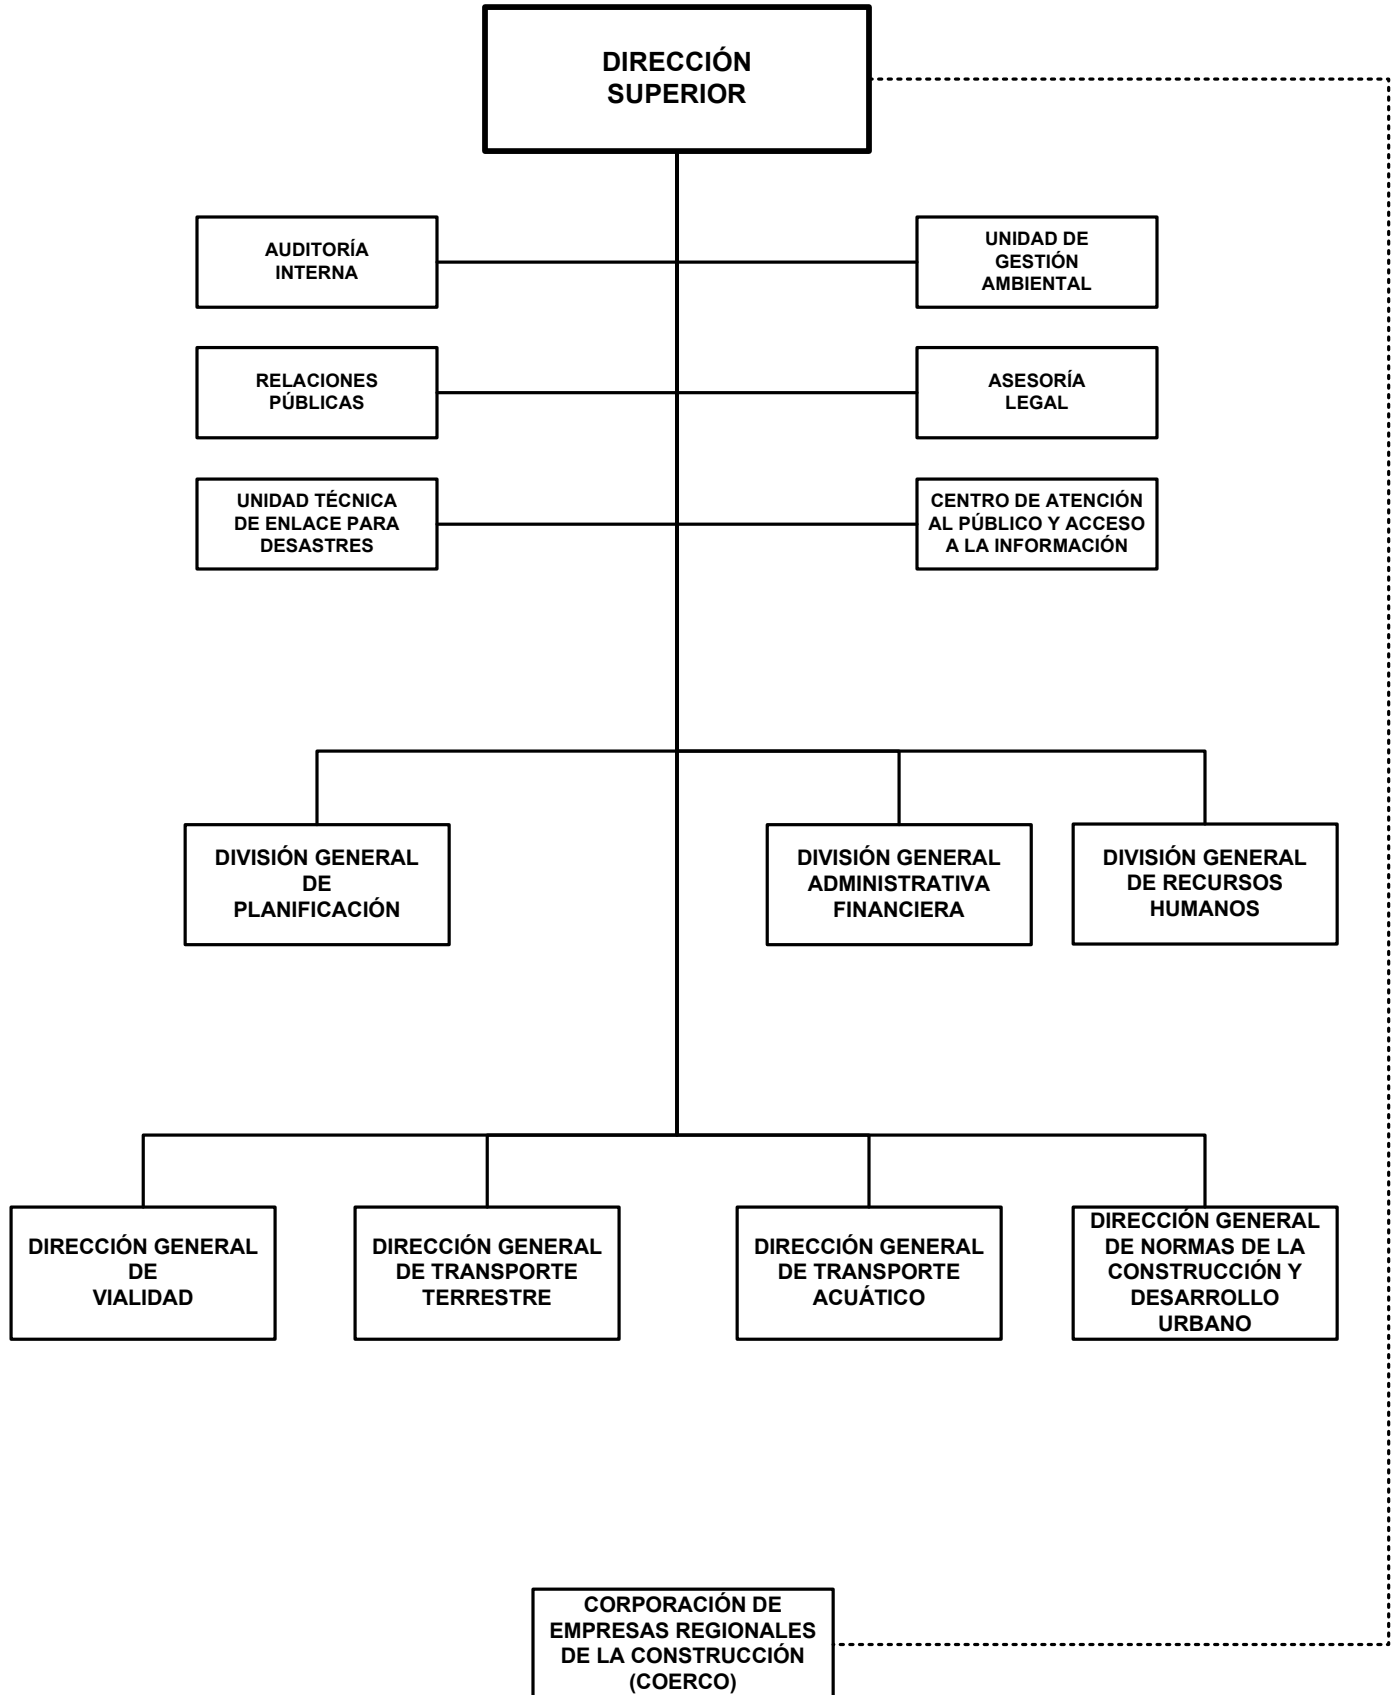 DIRECCIÓN
SUPERIOR
AUDITORÍA
INTERNA
UNIDAD DE
GESTIÓN
AMBIENTAL
RELACIONES
PÚBLICAS
ASESORÍA
LEGAL
UNIDAD TÉCNICA
DE ENLACE PARA
DESASTRES
CENTRO DE ATENCIÓN
AL PÚBLICO Y ACCESO
A LA INFORMACIÓN
DIVISIÓN GENERAL
DE
PLANIFICACIÓN
DIVISIÓN GENERAL
ADMINISTRATIVA
FINANCIERA
DIVISIÓN GENERAL
DE RECURSOS
HUMANOS
DIRECCIÓN GENERAL
DE
VIALIDAD
DIRECCIÓN GENERAL
DE TRANSPORTE
TERRESTRE
DIRECCIÓN GENERAL
DE TRANSPORTE
ACUÁTICO
DIRECCIÓN GENERAL
DE NORMAS DE LA
CONSTRUCCIÓN Y
DESARROLLO
URBANO
CORPORACIÓN DE
EMPRESAS REGIONALES
DE LA CONSTRUCCIÓN
(COERCO)